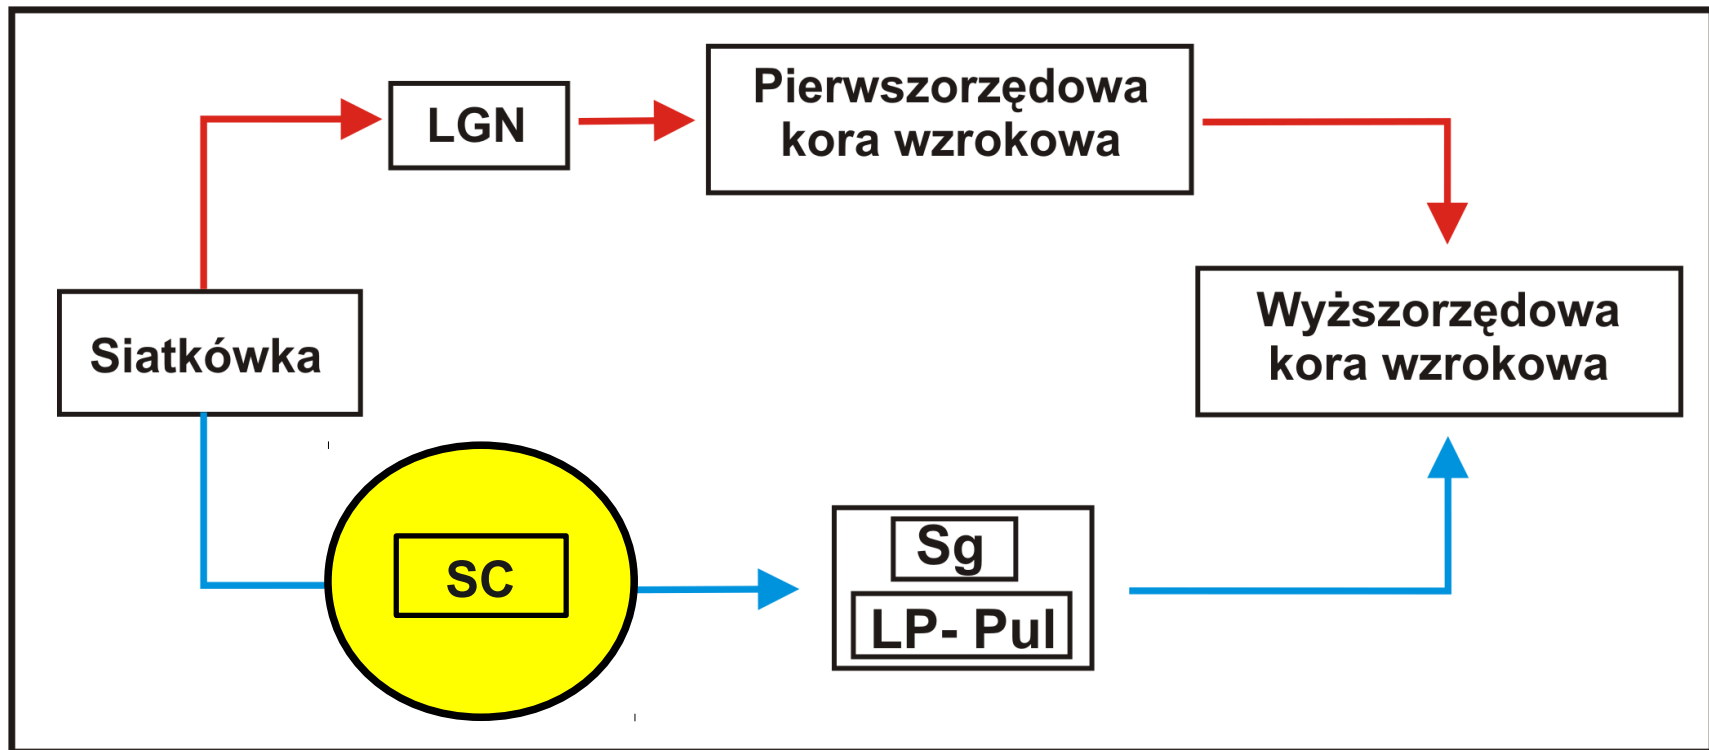 LGN
Pierwszorzędowa
kora wzrokowa
Siatkówka
Wyższorzędowa
kora wzrokowa
SC
Sg
LP- Pul